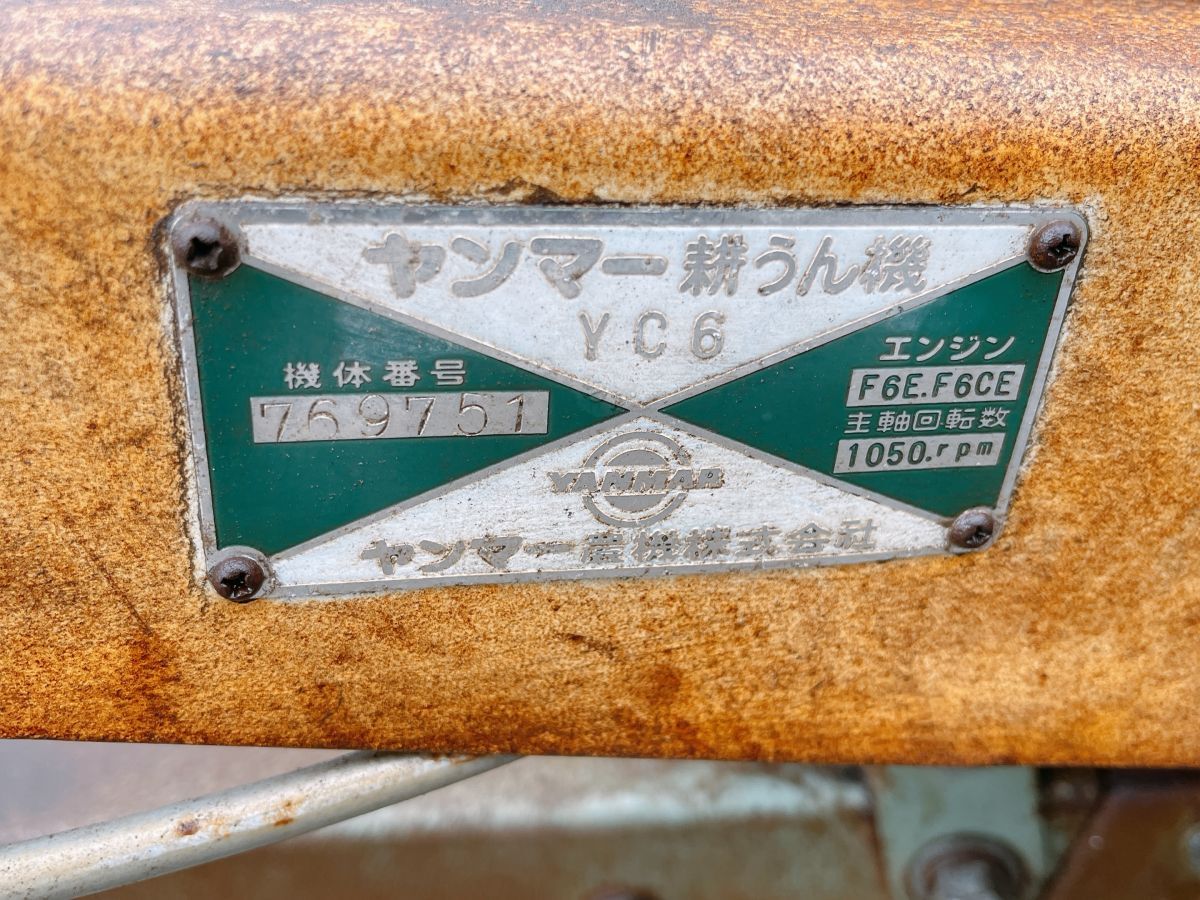 ヤンマー耕うん機
YC6
機体番号
769751
エンジン
F6E.F6CE
主軸回転数
1050.rpm
YANMAR
ヤンマー農機株式会社